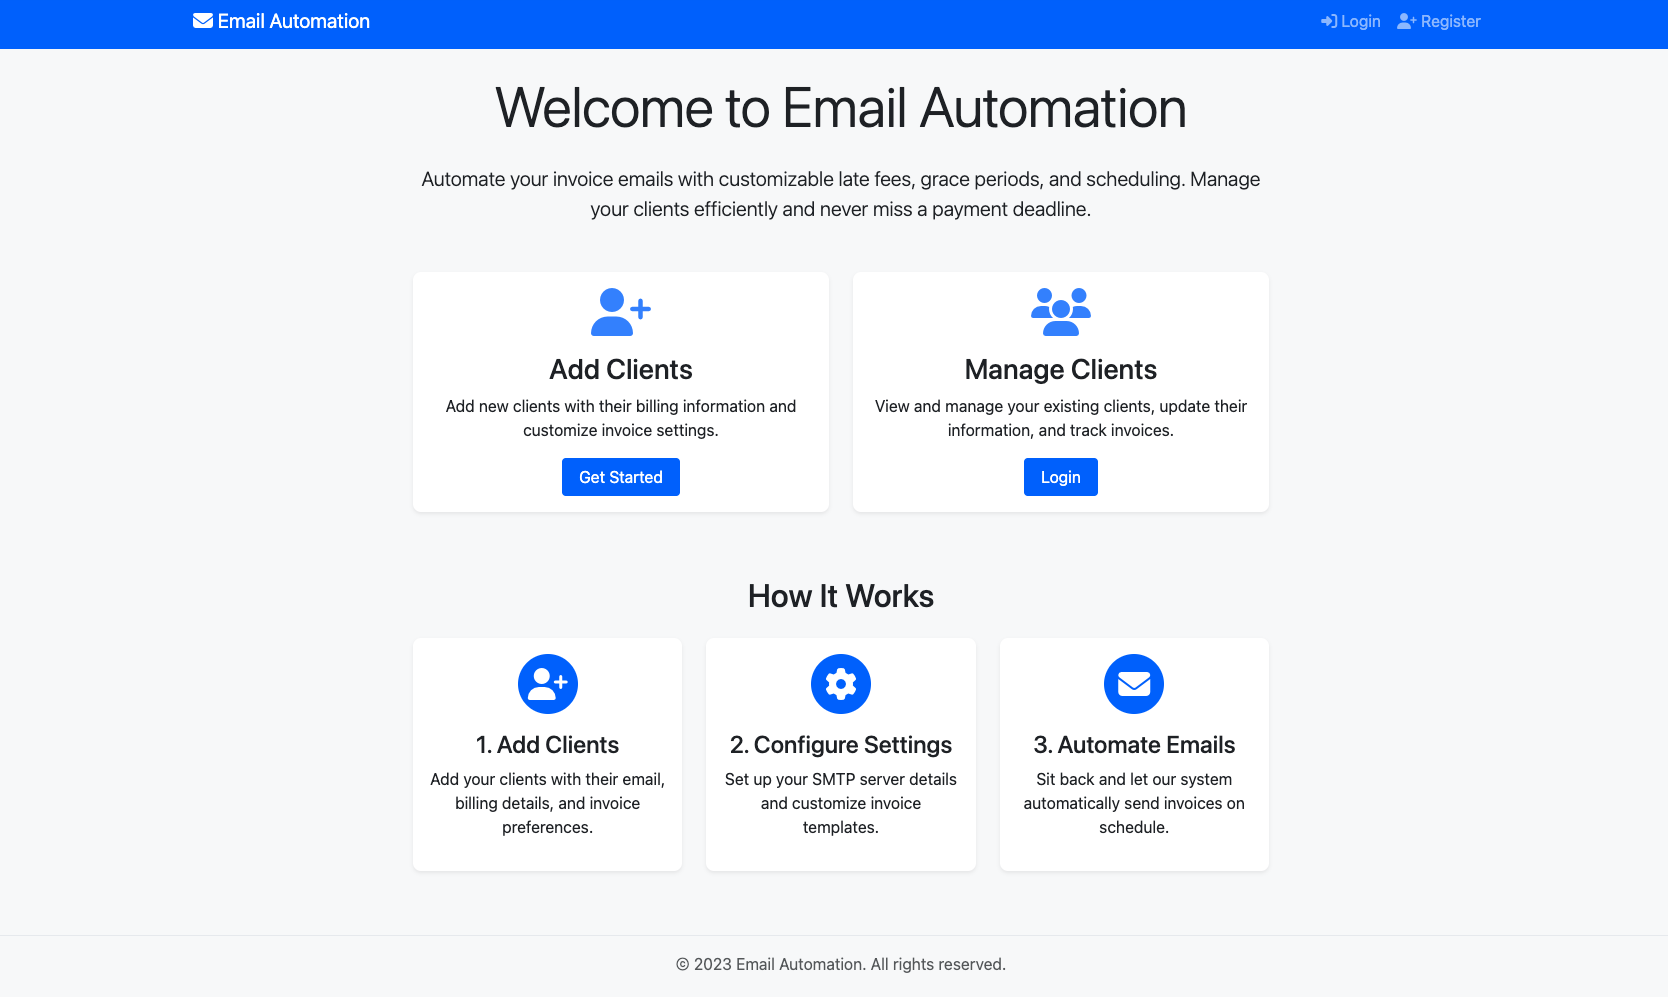 Email Automation
Login
Register
Welcome to Email Automation
Automate your invoice emails with customizable late fees, grace periods, and scheduling. Manage
your clients efficiently and never miss a payment deadline.
Add Clients
Add new clients with their billing information and
customize invoice settings.
Get Started
Manage Clients
View and manage your existing clients, update their
information, and track invoices.
Login
How It Works
1. Add Clients
Add your clients with their email,
billing details, and invoice
preferences.
2. Configure Settings
Set up your SMTP server details
and customize invoice
templates.
3. Automate Emails
Sit back and let our system
automatically send invoices on
schedule.
© 2023 Email Automation. All rights reserved.